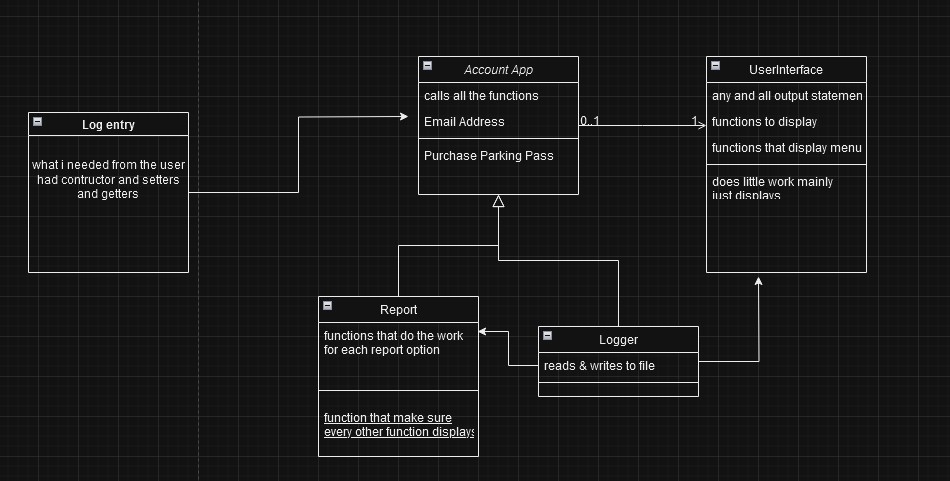 Log entry
what i needed from the user
had contructor and setters
and getters
Account App
calls all the functions
Email Address
Purchase Parking Pass
0..1
1
UserInterface
any and all output statemen
functions to display
functions that display menu
does little work mainly
just displays
Report
functions that do the work
for each report option
function that make sure
every other function displays
Logger
reads & writes to file